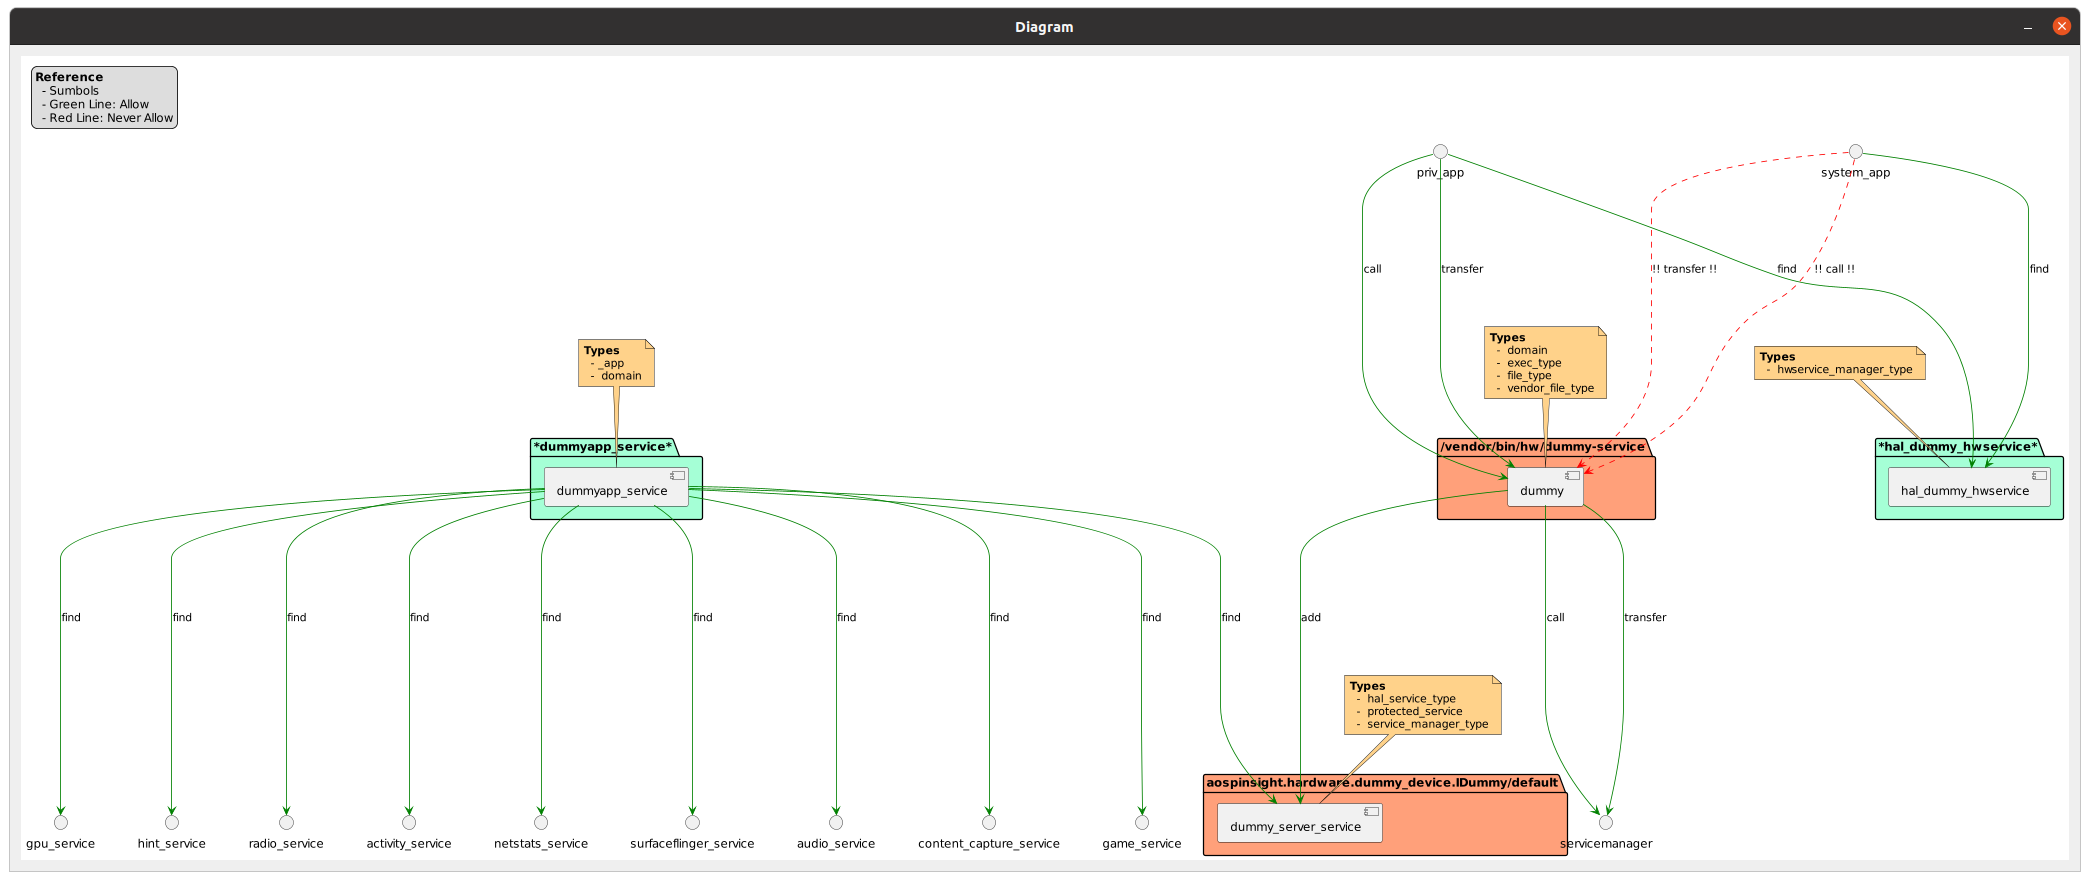 Diagram
Reference
- Sumbols
- Green Line: Allow
- Red Line: Never Allow
priv_app
system_app
call
transfer
!! transfer !!
find
!! call !!
find
Types
- _app
- domain
Types
- domain
- exec_type
- file_type
- vendor_file_type
Types
- hwservice_manager_type
*dummyapp_service*
dummyapp_service
/vendor/bin/hw/dummy-service
dummy
*hal_dummy_hwservice*
hal_dummy_hwservice
find
find
find
find
find
find
find
find
find
find
add
call
transfer
Types
- hal_service_type
- protected_service
- service_manager_type
aospinsight.hardware.dummy_device.IDummy/default
dummy_server_service
gpu_service
hint_service
radio_service
activity_service
netstats_service
surfaceflinger_service
audio_service
content_capture_service
game_service
servicemanager